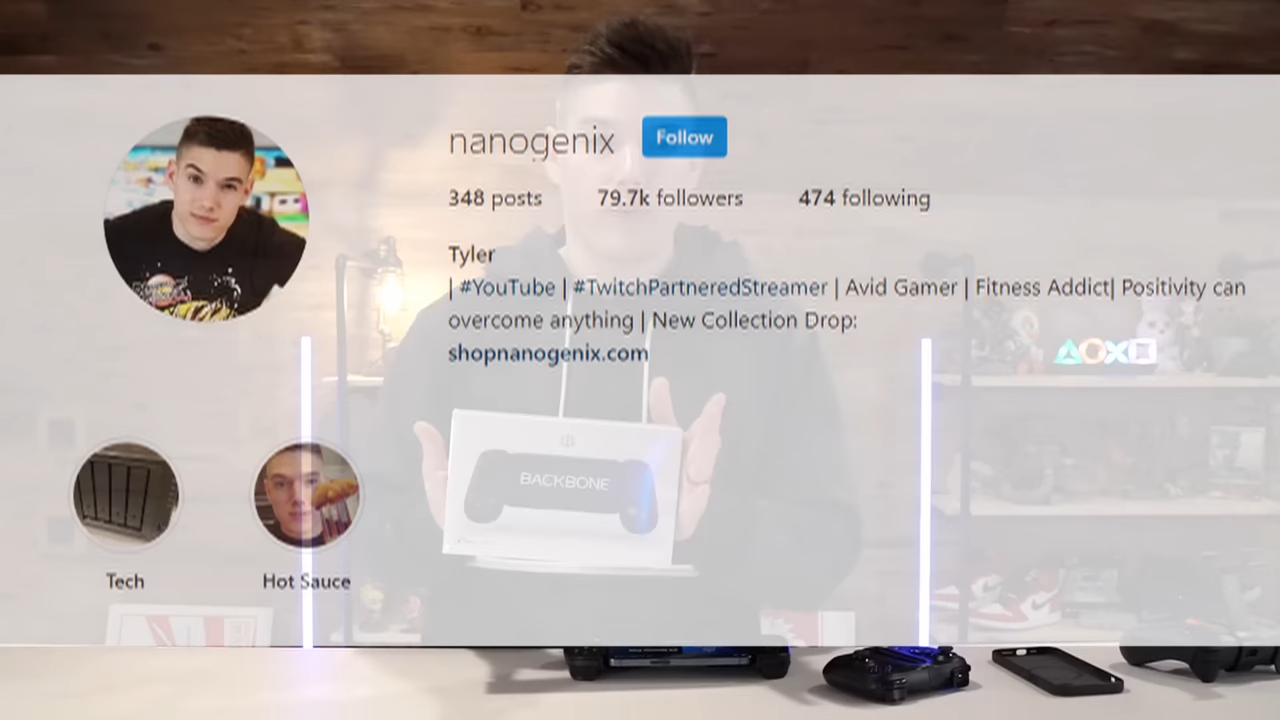 nanogenix Follow
348 posts 79.7k followers 474 following
Tyler
| #YouTube | #TwitchPartneredStreamer | Avid Gamer | Fitness Addict| Positivity can
overcome anything | New Collection Drop:
shopnanogenix.com
BACKBONE
Tech Hot Sauce